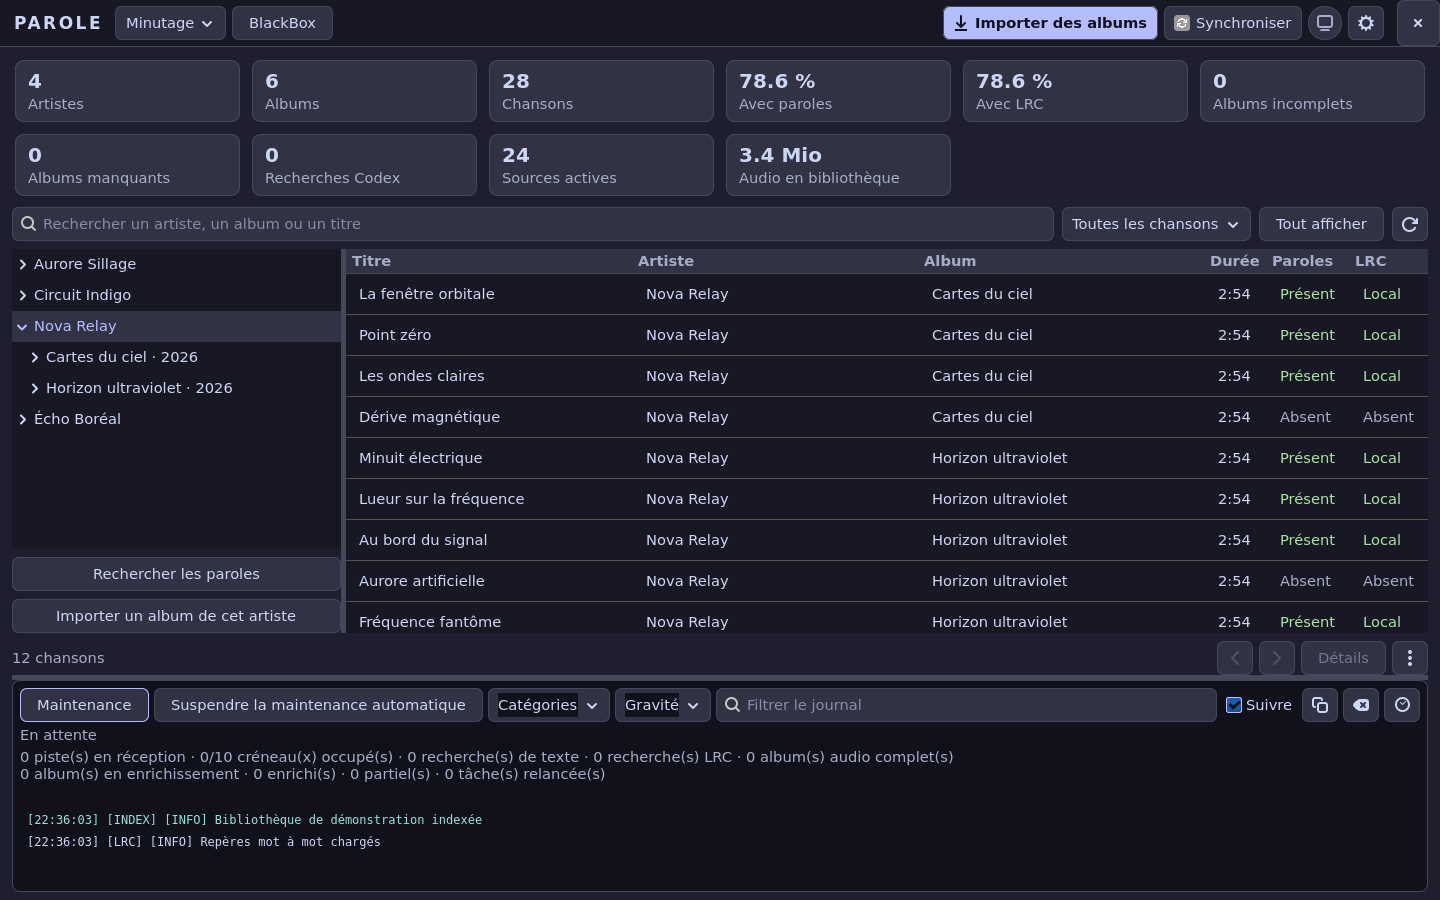 PAROLE Minutage BlackBox Importer des albums Synchroniser
4 6 28 78.6 % 78.6 % 0
Artistes Albums Chansons Avec paroles Avec LRC Albums incomplets
0 0 24 3.4 Mio
Albums manquants Recherches Codex Sources actives Audio en bibliothèque
Rechercher un artiste, un album ou un titre Toutes les chansons Tout afficher
Aurore Sillage
Circuit Indigo
Nova Relay
Cartes du ciel · 2026
Horizon ultraviolet · 2026
Écho Boréal
Rechercher les paroles
Importer un album de cet artiste
Titre Artiste Album Durée Paroles LRC
La fenêtre orbitale Nova Relay Cartes du ciel 2:54 Présent Local
Point zéro Nova Relay Cartes du ciel 2:54 Présent Local
Les ondes claires Nova Relay Cartes du ciel 2:54 Présent Local
Dérive magnétique Nova Relay Cartes du ciel 2:54 Absent Absent
Minuit électrique Nova Relay Horizon ultraviolet 2:54 Présent Local
Lueur sur la fréquence Nova Relay Horizon ultraviolet 2:54 Présent Local
Au bord du signal Nova Relay Horizon ultraviolet 2:54 Présent Local
Aurore artificielle Nova Relay Horizon ultraviolet 2:54 Absent Absent
Fréquence fantôme Nova Relay Horizon ultraviolet 2:54 Présent Local
12 chansons Détails
Maintenance Suspendre la maintenance automatique Catégories Gravité Filtrer le journal Suivre
En attente
0 piste(s) en réception · 0/10 créneau(x) occupé(s) · 0 recherche(s) de texte · 0 recherche(s) LRC · 0 album(s) audio complet(s)
0 album(s) en enrichissement · 0 enrichi(s) · 0 partiel(s) · 0 tâche(s) relancée(s)
[22:36:03] [INDEX] [INFO] Bibliothèque de démonstration indexée
[22:36:03] [LRC] [INFO] Repères mot à mot chargés